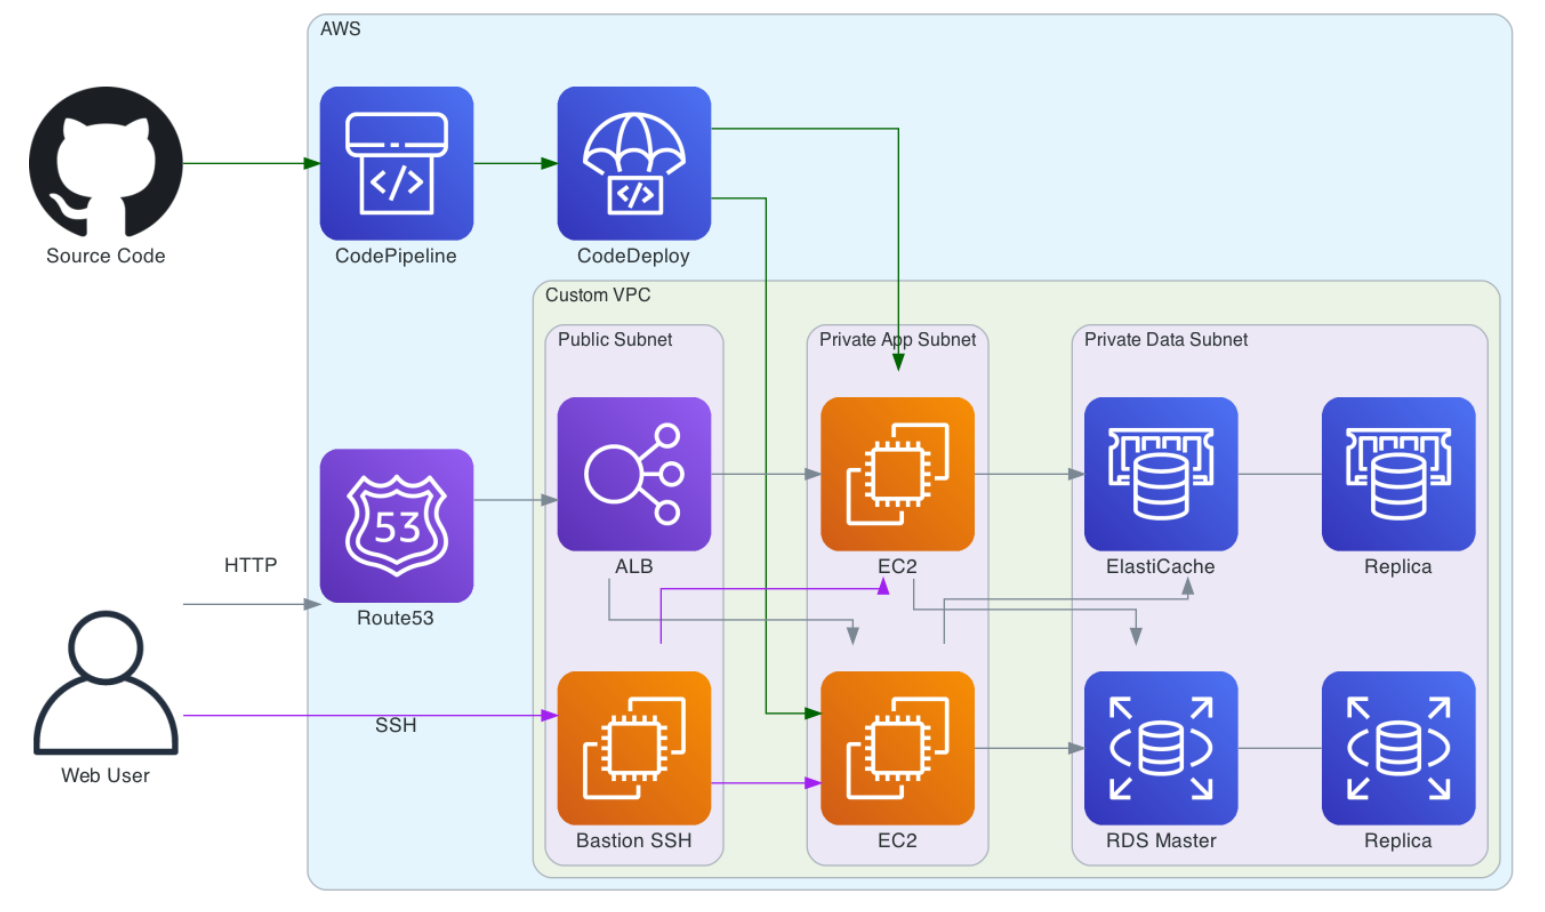 AWS
Source Code
CodePipeline
</>
CodeDeploy
</>
Custom VPC
Public Subnet
Private App Subnet
Private Data Subnet
53
HTTP
Route53
ALB
EC2
ElastiCache
Replica
SSH
Web User
Bastion SSH
EC2
RDS Master
Replica